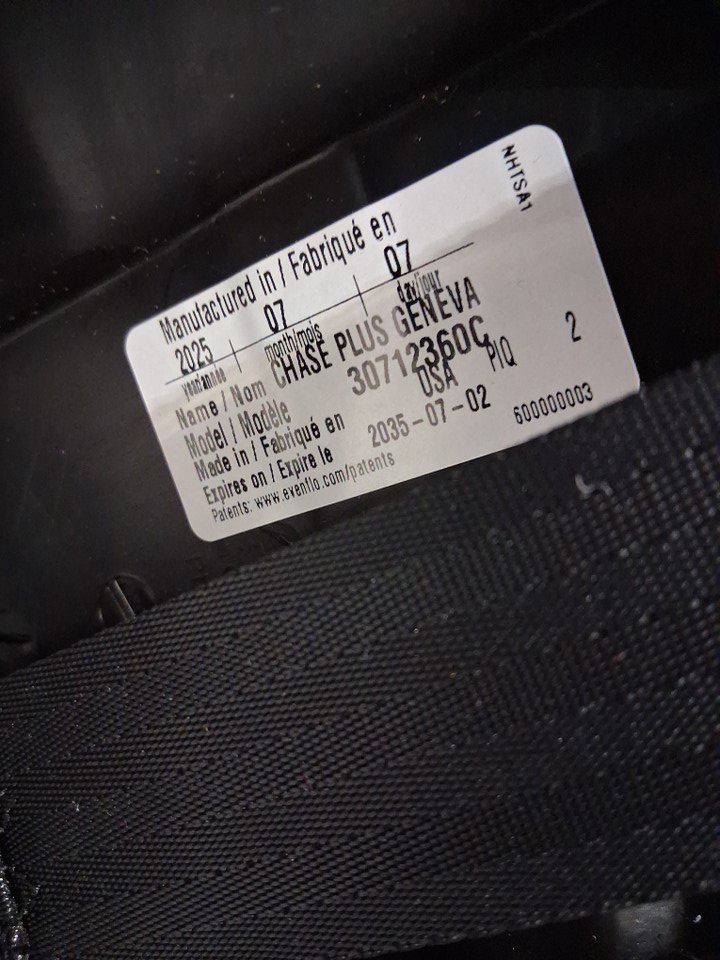 NHTSA1
Manufactured in / Fabriqué en
2025 | 07 | 07
year/année month/mois day/jour
Name / Nom CHASE PLUS GENEVA
Model / Modèle 30712360C
Made in / Fabriqué en USA PIQ 2
Expires on / Expire le 2035-07-02
Patents: www.evenflo.com/patents 600000003